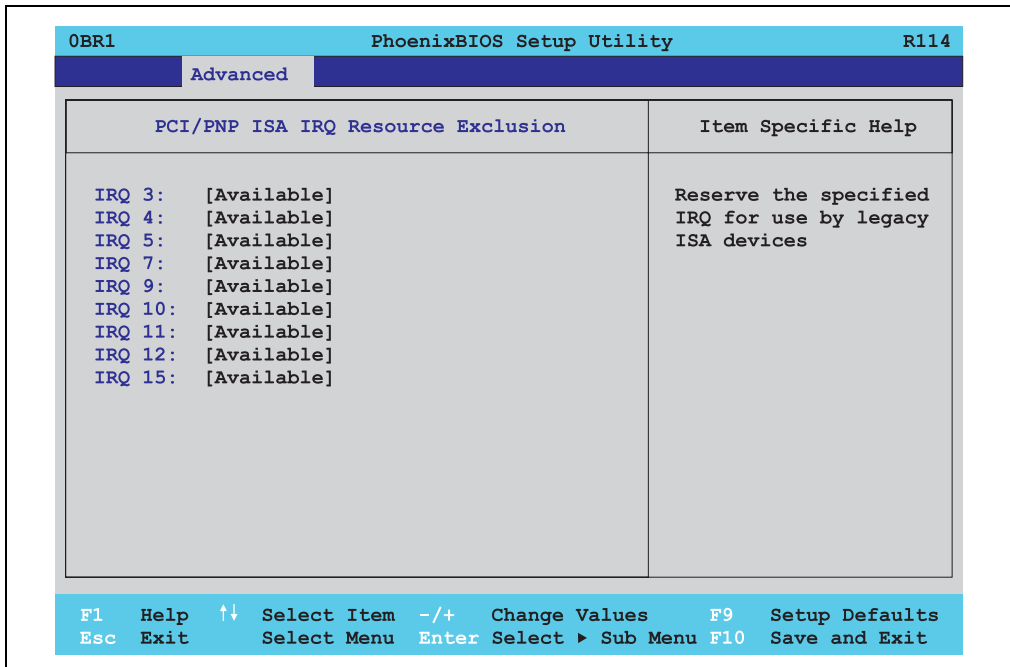 0BR1 PhoenixBIOS Setup Utility R114
Advanced
PCI/PNP ISA IRQ Resource Exclusion
Item Specific Help
IRQ 3: [Available]
IRQ 4: [Available]
IRQ 5: [Available]
IRQ 7: [Available]
IRQ 9: [Available]
IRQ 10: [Available]
IRQ 11: [Available]
IRQ 12: [Available]
IRQ 15: [Available]
Reserve the specified
IRQ for use by legacy
ISA devices
F1 Help ↑↓ Select Item -/+ Change Values F9 Setup Defaults
Esc Exit Select Menu Enter Select ▶ Sub Menu F10 Save and Exit